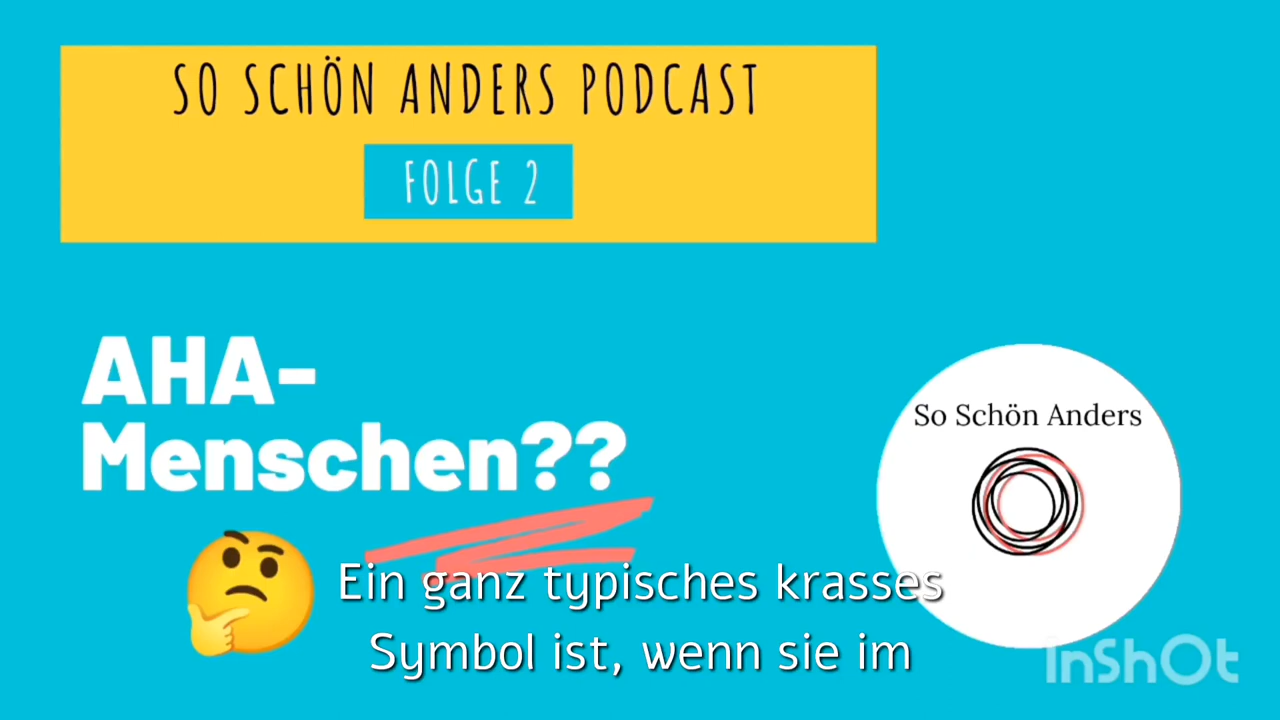 SO SCHÖN ANDERS PODCAST
FOLGE 2
AHA-
Menschen??
So Schön Anders
Ein ganz typisches krasses
Symbol ist, wenn sie im
InShOt